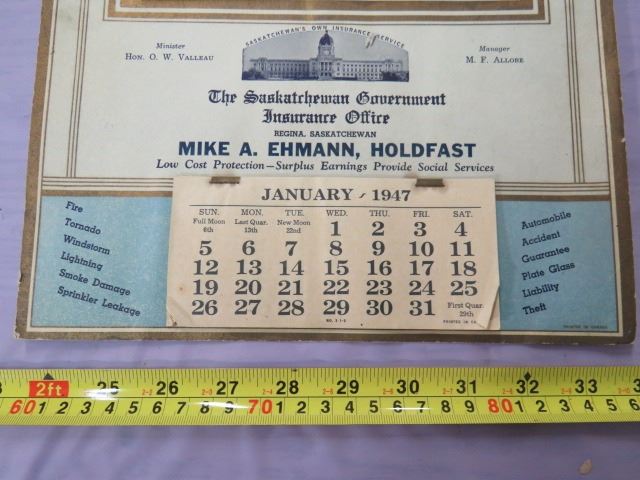 SASKATCHEWAN'S OWN INSURANCE SERVICE
Minister
HON. O. W. VALLEAU
Manager
M. F. ALLORE
The Saskatchewan Government
Insurance Office
REGINA, SASKATCHEWAN
MIKE A. EHMANN, HOLDFAST
Low Cost Protection—Surplus Earnings Provide Social Services
Fire
Tornado
Windstorm
Lightning
Smoke Damage
Sprinkler Leakage
JANUARY - 1947
SUN. MON. TUE. WED. THU. FRI. SAT.
Full Moon 6th Last Quar. 13th New Moon 22nd 1 2 3 4
5 6 7 8 9 10 11
12 13 14 15 16 17 18
19 20 21 22 23 24 25
26 27 28 29 30 31 First Quar. 29th
Automobile
Accident
Guarantee
Plate Glass
Liability
Theft
PRINTED IN CANADA
2ft. 25 26 27 28 29 30 31 32 33
60 1 2 3 4 5 6 7 8 9 70 1 2 3 4 5 6 7 8 9 80 1 2 3 4